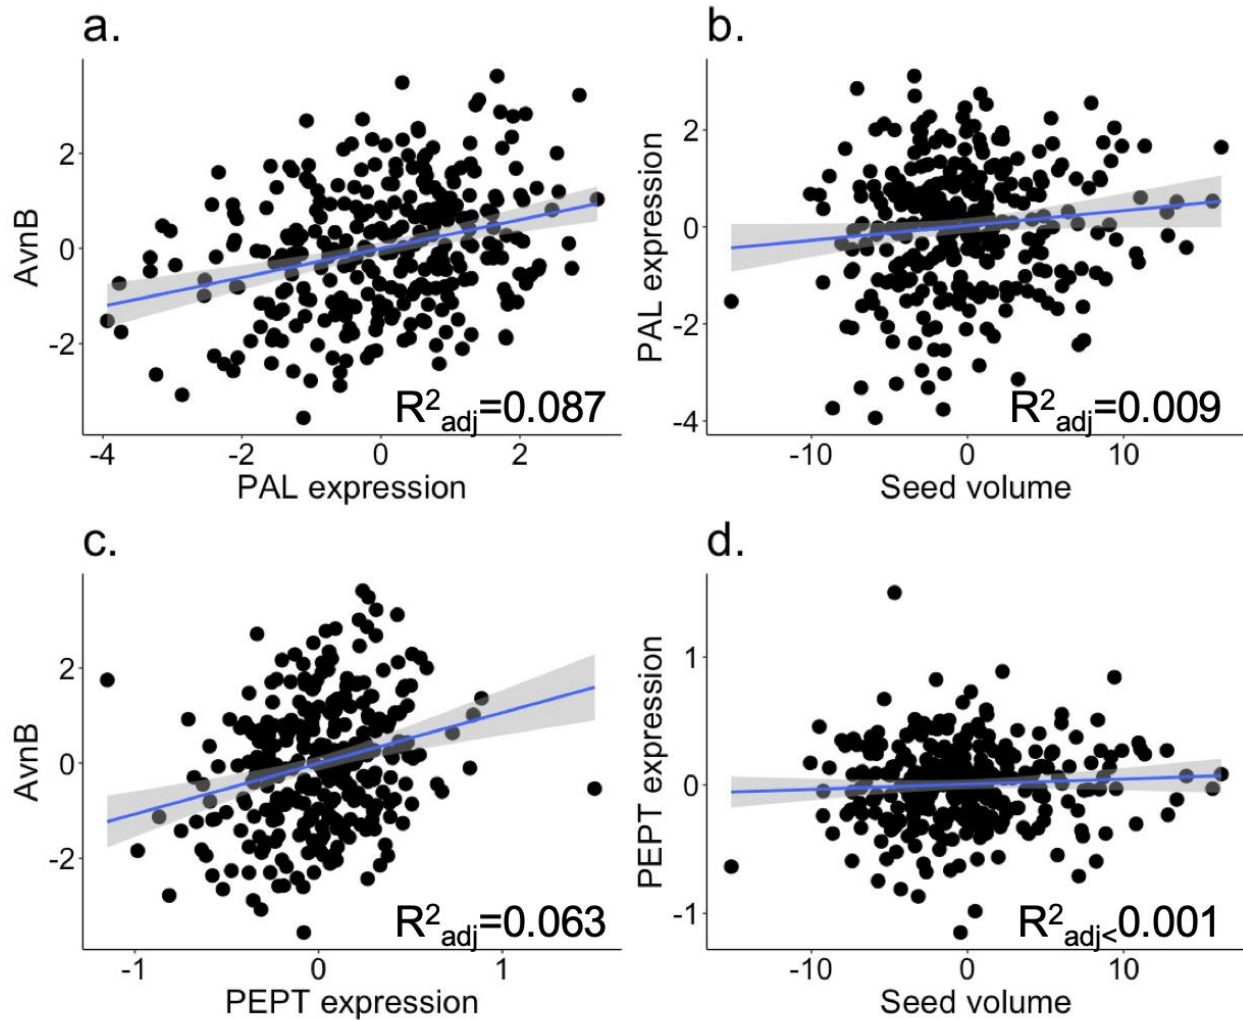 a.
AvnB
2
0
-2
R²adj=0.087
-4 -2 0 2
PAL expression
b.
PAL expression
2
0
-2
-4
R²adj=0.009
-10 0 10
Seed volume
c.
AvnB
2
0
-2
R²adj=0.063
-1 0 1
PEPT expression
d.
PEPT expression
1
0
-1
R²adj<0.001
-10 0 10
Seed volume